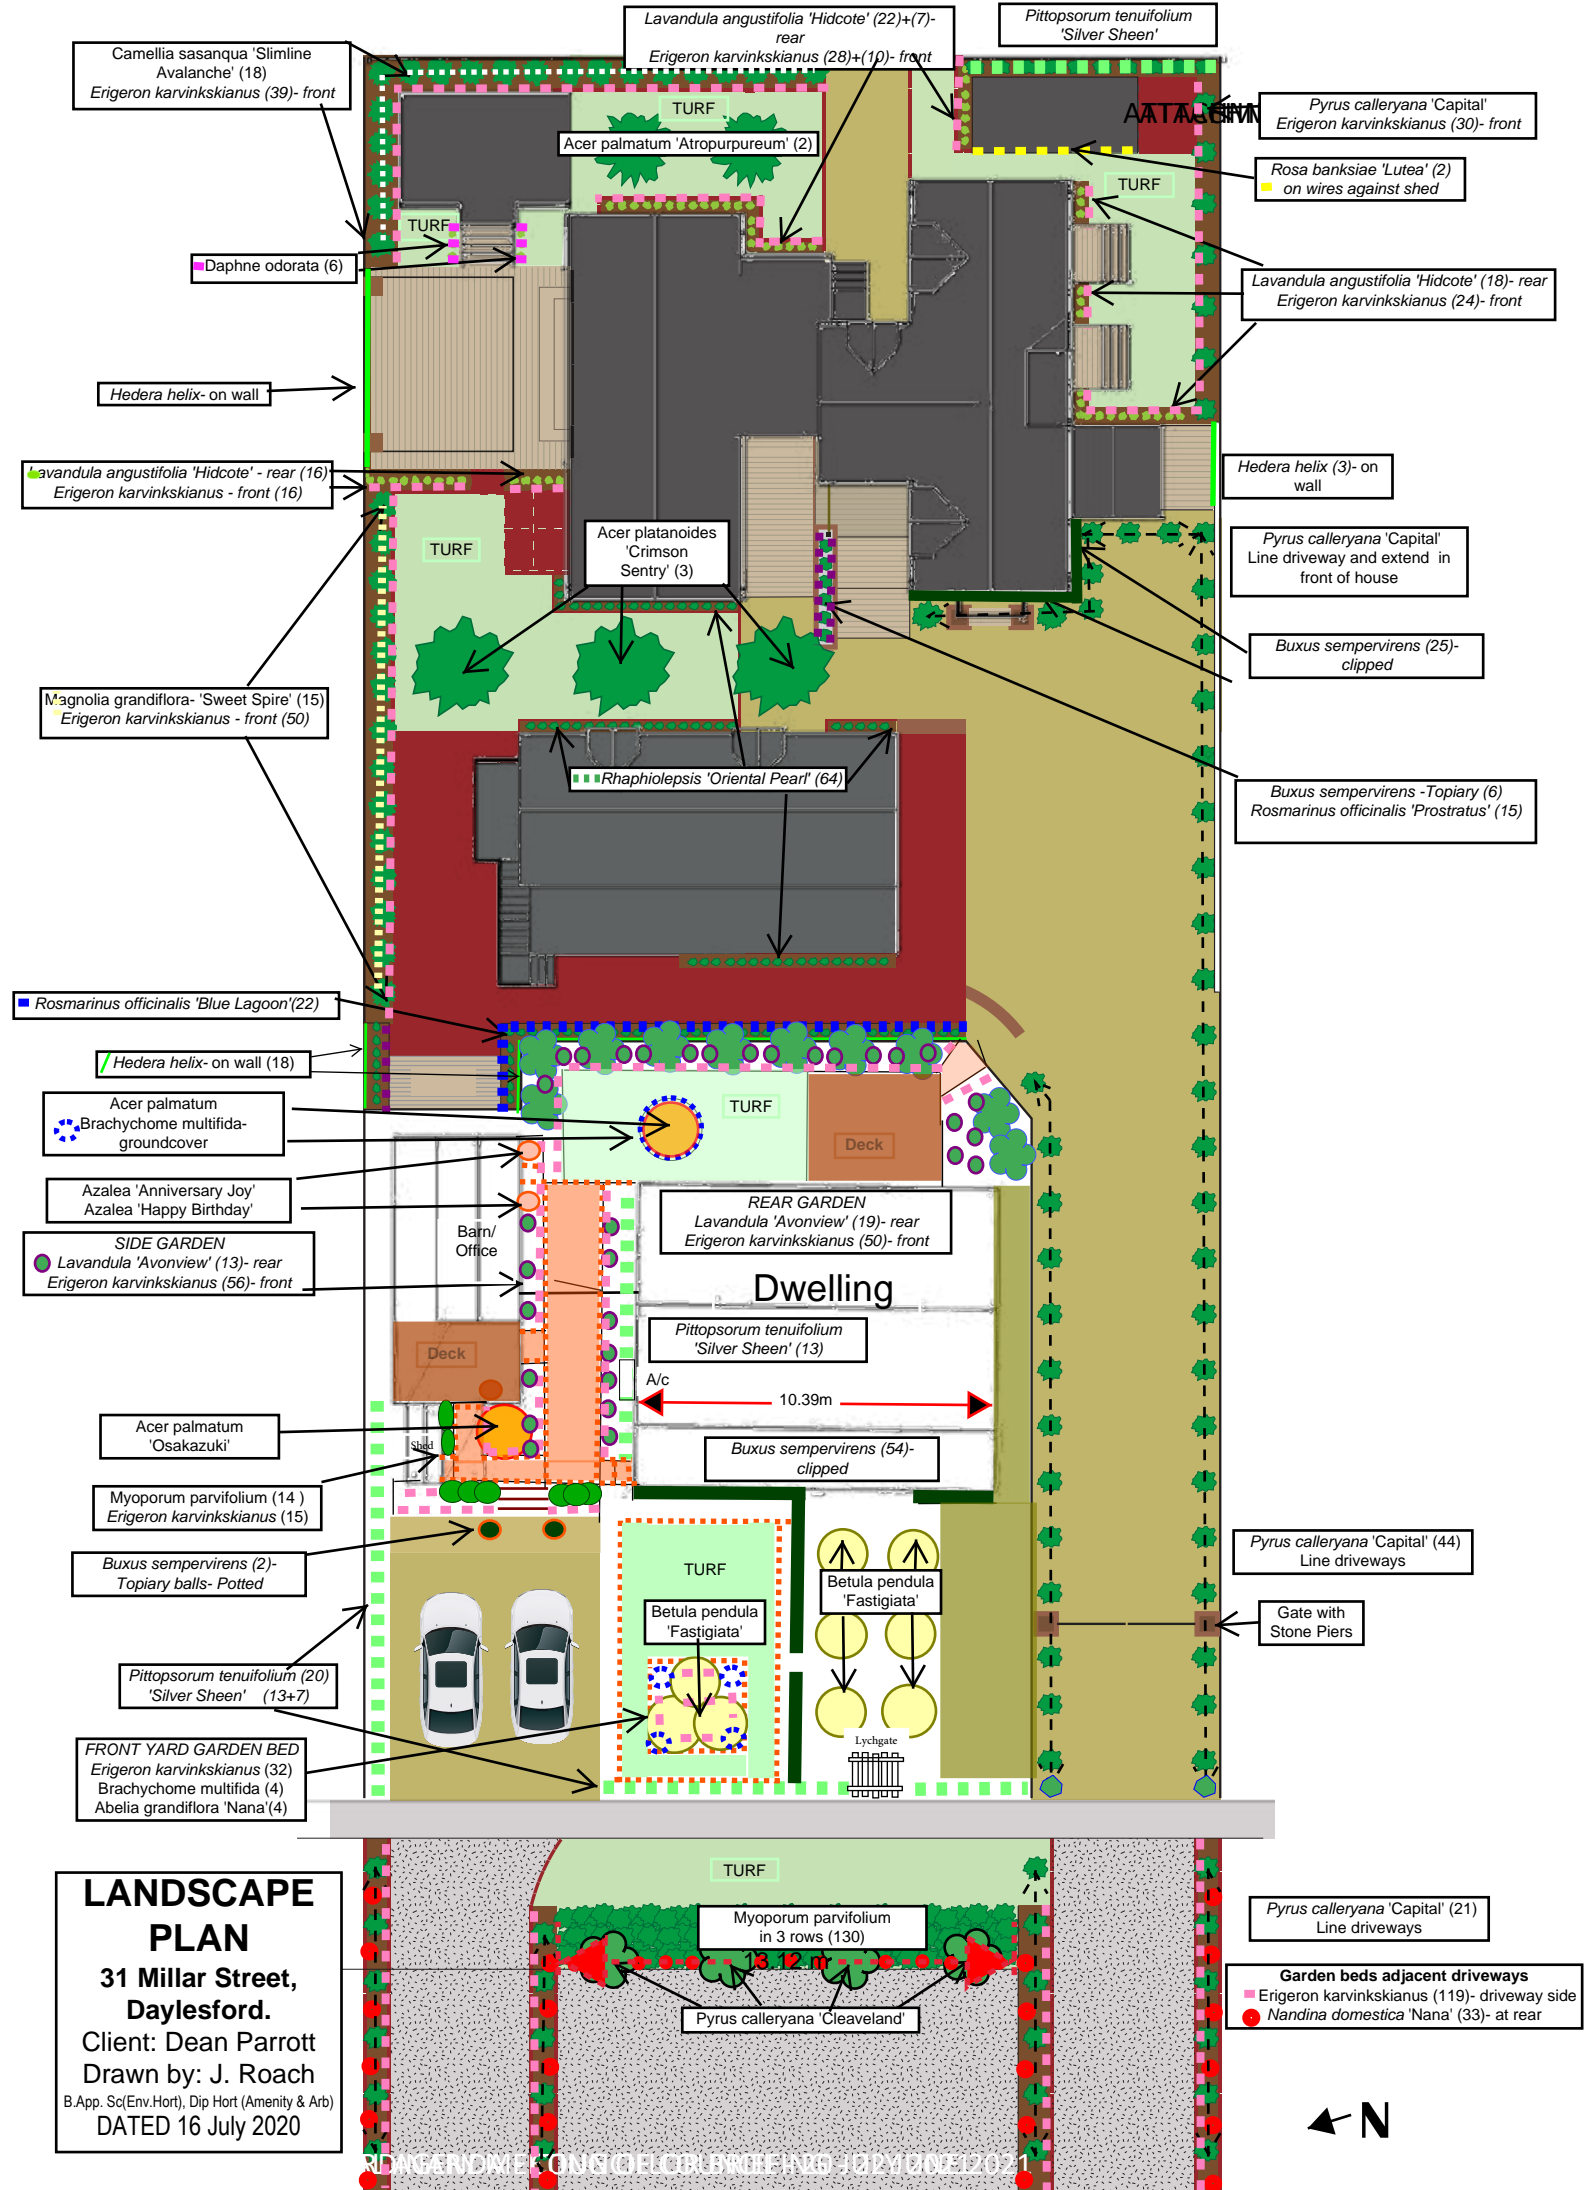 Lavandula angustifolia 'Hidcote' (22)+(7)-
rear
Erigeron karvinkskianus (28)+(10)- front
Pittopsorum tenuifolium
'Silver Sheen'
Camellia sasanqua 'Slimline
Avalanche' (18)
Erigeron karvinkskianus (39)- front
TURF
Acer palmatum 'Atropurpureum' (2)
Pyrus calleryana 'Capital'
Erigeron karvinkskianus (30)- front
Rosa banksiae 'Lutea' (2)
on wires against shed
TURF
TURF
Daphne odorata (6)
Lavandula angustifolia 'Hidcote' (18)- rear
Erigeron karvinkskianus (24)- front
Hedera helix- on wall
Lavandula angustifolia 'Hidcote' - rear (16)
Erigeron karvinkskianus - front (16)
Hedera helix (3)- on
wall
TURF
Acer platanoides
'Crimson
Sentry' (3)
Pyrus calleryana 'Capital'
Line driveway and extend in
front of house
Buxus sempervirens (25)-
clipped
Magnolia grandiflora- 'Sweet Spire' (15)
Erigeron karvinkskianus - front (50)
Rhaphiolepsis 'Oriental Pearl' (64)
Buxus sempervirens -Topiary (6)
Rosmarinus officinalis 'Prostratus' (15)
Rosmarinus officinalis 'Blue Lagoon'(22)
Hedera helix- on wall (18)
Acer palmatum
Brachychome multifida-
groundcover
TURF
Deck
Azalea 'Anniversary Joy'
Azalea 'Happy Birthday'
Barn/
Office
REAR GARDEN
Lavandula 'Avonview' (19)- rear
Erigeron karvinkskianus (50)- front
SIDE GARDEN
Lavandula 'Avonview' (13)- rear
Erigeron karvinkskianus (56)- front
Dwelling
Pittopsorum tenuifolium
'Silver Sheen' (13)
Deck
A/c
10.39m
Acer palmatum
'Osakazuki'
Shed
Buxus sempervirens (54)-
clipped
Myoporum parvifolium (14 )
Erigeron karvinkskianus (15)
Buxus sempervirens (2)-
Topiary balls- Potted
TURF
Betula pendula
'Fastigiata'
Betula pendula
'Fastigiata'
Pyrus calleryana 'Capital' (44)
Line driveways
Gate with
Stone Piers
Pittopsorum tenuifolium (20)
'Silver Sheen' (13+7)
Lychgate
FRONT YARD GARDEN BED
Erigeron karvinkskianus (32)
Brachychome multifida (4)
Abelia grandiflora 'Nana'(4)
TURF
LANDSCAPE
PLAN
31 Millar Street,
Daylesford.
Client: Dean Parrott
Drawn by: J. Roach
B.App. Sc(Env.Hort), Dip Hort (Amenity & Arb)
DATED 16 July 2020
Myoporum parvifolium
in 3 rows (130)
13.12 m
Pyrus calleryana 'Cleaveland'
Pyrus calleryana 'Capital' (21)
Line driveways
Garden beds adjacent driveways
Erigeron karvinkskianus (119)- driveway side
Nandina domestica 'Nana' (33)- at rear
N